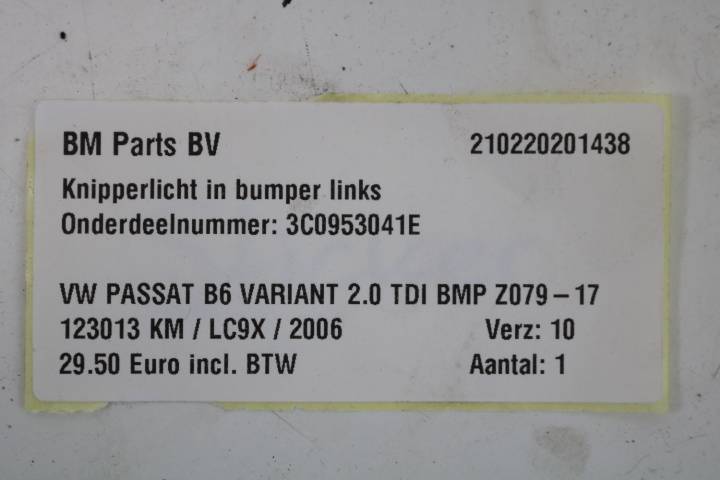 BM Parts BV 210220201438
Knipperlicht in bumper links
Onderdeelnummer: 3C0953041E
VW PASSAT B6 VARIANT 2.0 TDI BMP Z079-17
123013 KM / LC9X / 2006 Verz: 10
29.50 Euro incl. BTW Aantal: 1